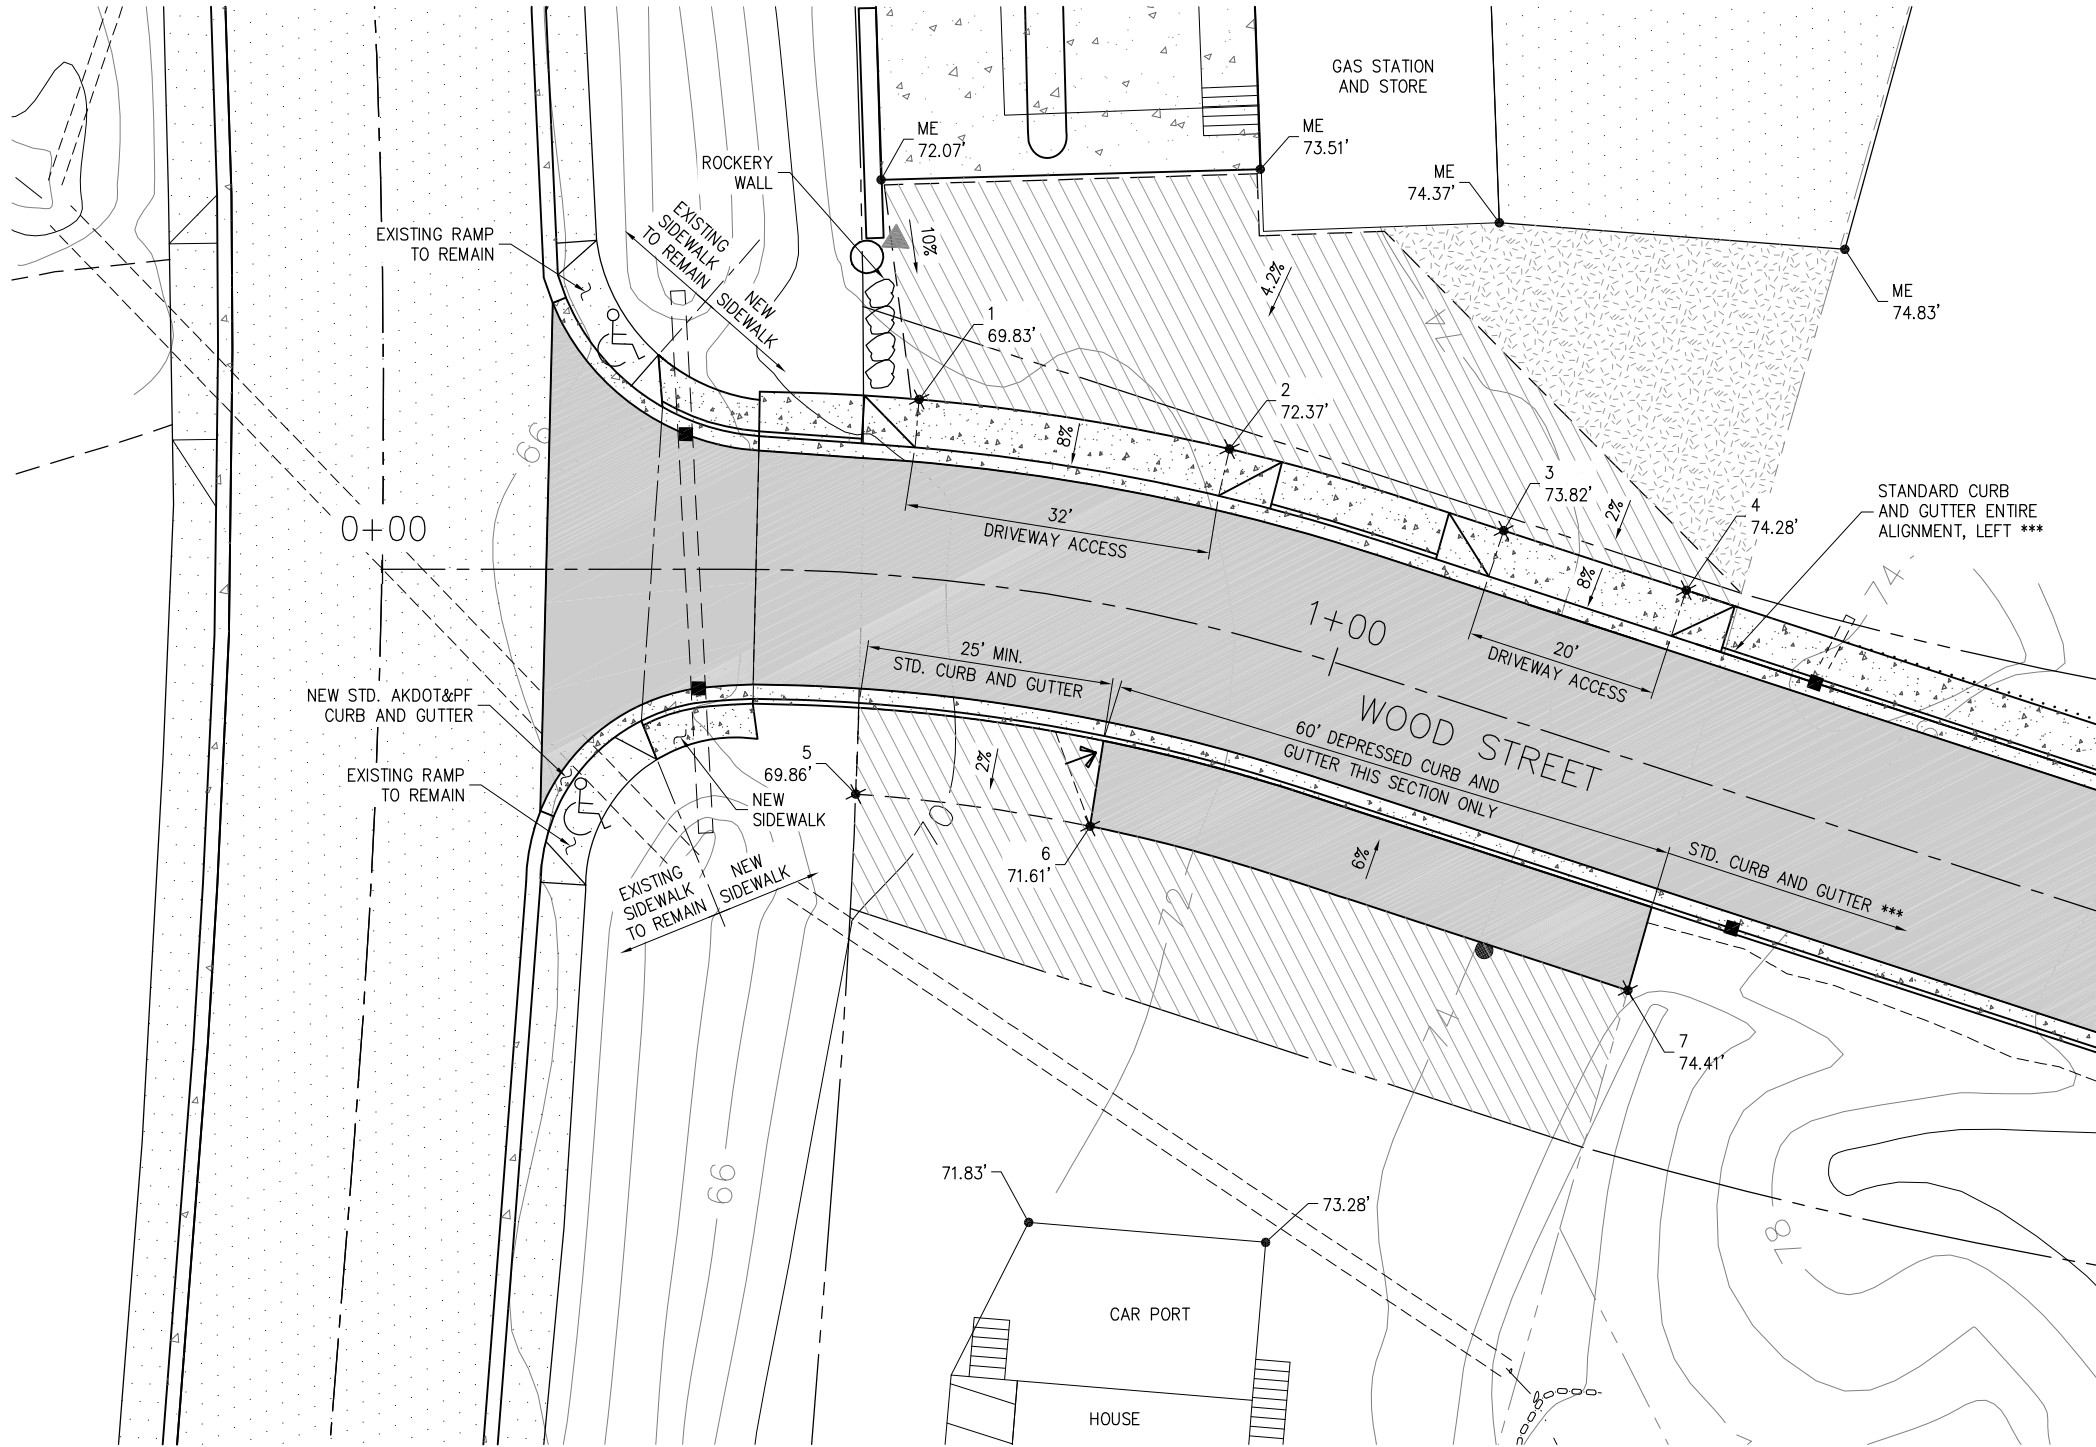 GAS STATION
AND STORE
ME
72.07'
ME
73.51'
ROCKERY
WALL
ME
74.37'
EXISTING
SIDEWALK
TO REMAIN
NEW
SIDEWALK
EXISTING RAMP
TO REMAIN
10%
4.2%
ME
74.83'
1
69.83'
74
2
72.37'
66
8%
3
73.82'
2%
4
74.28'
STANDARD CURB
AND GUTTER ENTIRE
ALIGNMENT, LEFT ***
0+00
32'
DRIVEWAY ACCESS
8%
74
1+00
20'
DRIVEWAY ACCESS
25' MIN.
STD. CURB AND GUTTER
NEW STD. AKDOT&PF
CURB AND GUTTER
WOOD STREET
60' DEPRESSED CURB AND
GUTTER THIS SECTION ONLY
5
69.86'
2%
EXISTING RAMP
TO REMAIN
NEW
SIDEWALK
70
6
71.61'
6%
STD. CURB AND GUTTER ***
EXISTING
SIDEWALK
TO REMAIN
NEW
SIDEWALK
72
74
7
74.41'
66
71.83'
73.28'
78
CAR PORT
HOUSE